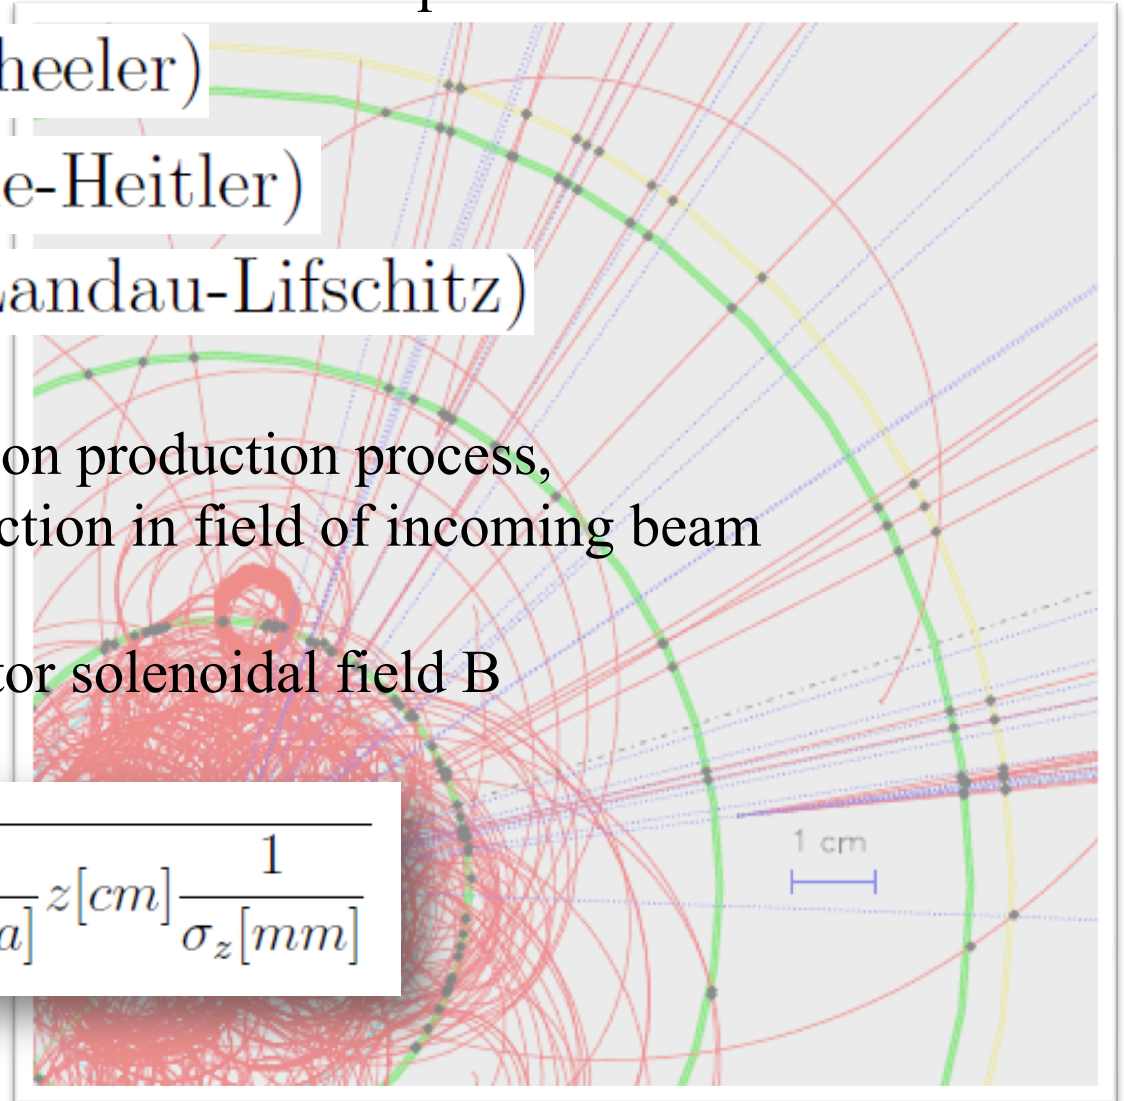 heeler)
e-Heitler)
Landau-Lifschitz)
on production process,
ction in field of incoming beam
tor solenoidal field B
1 cm
a] z[cm] 1 / σz[mm]